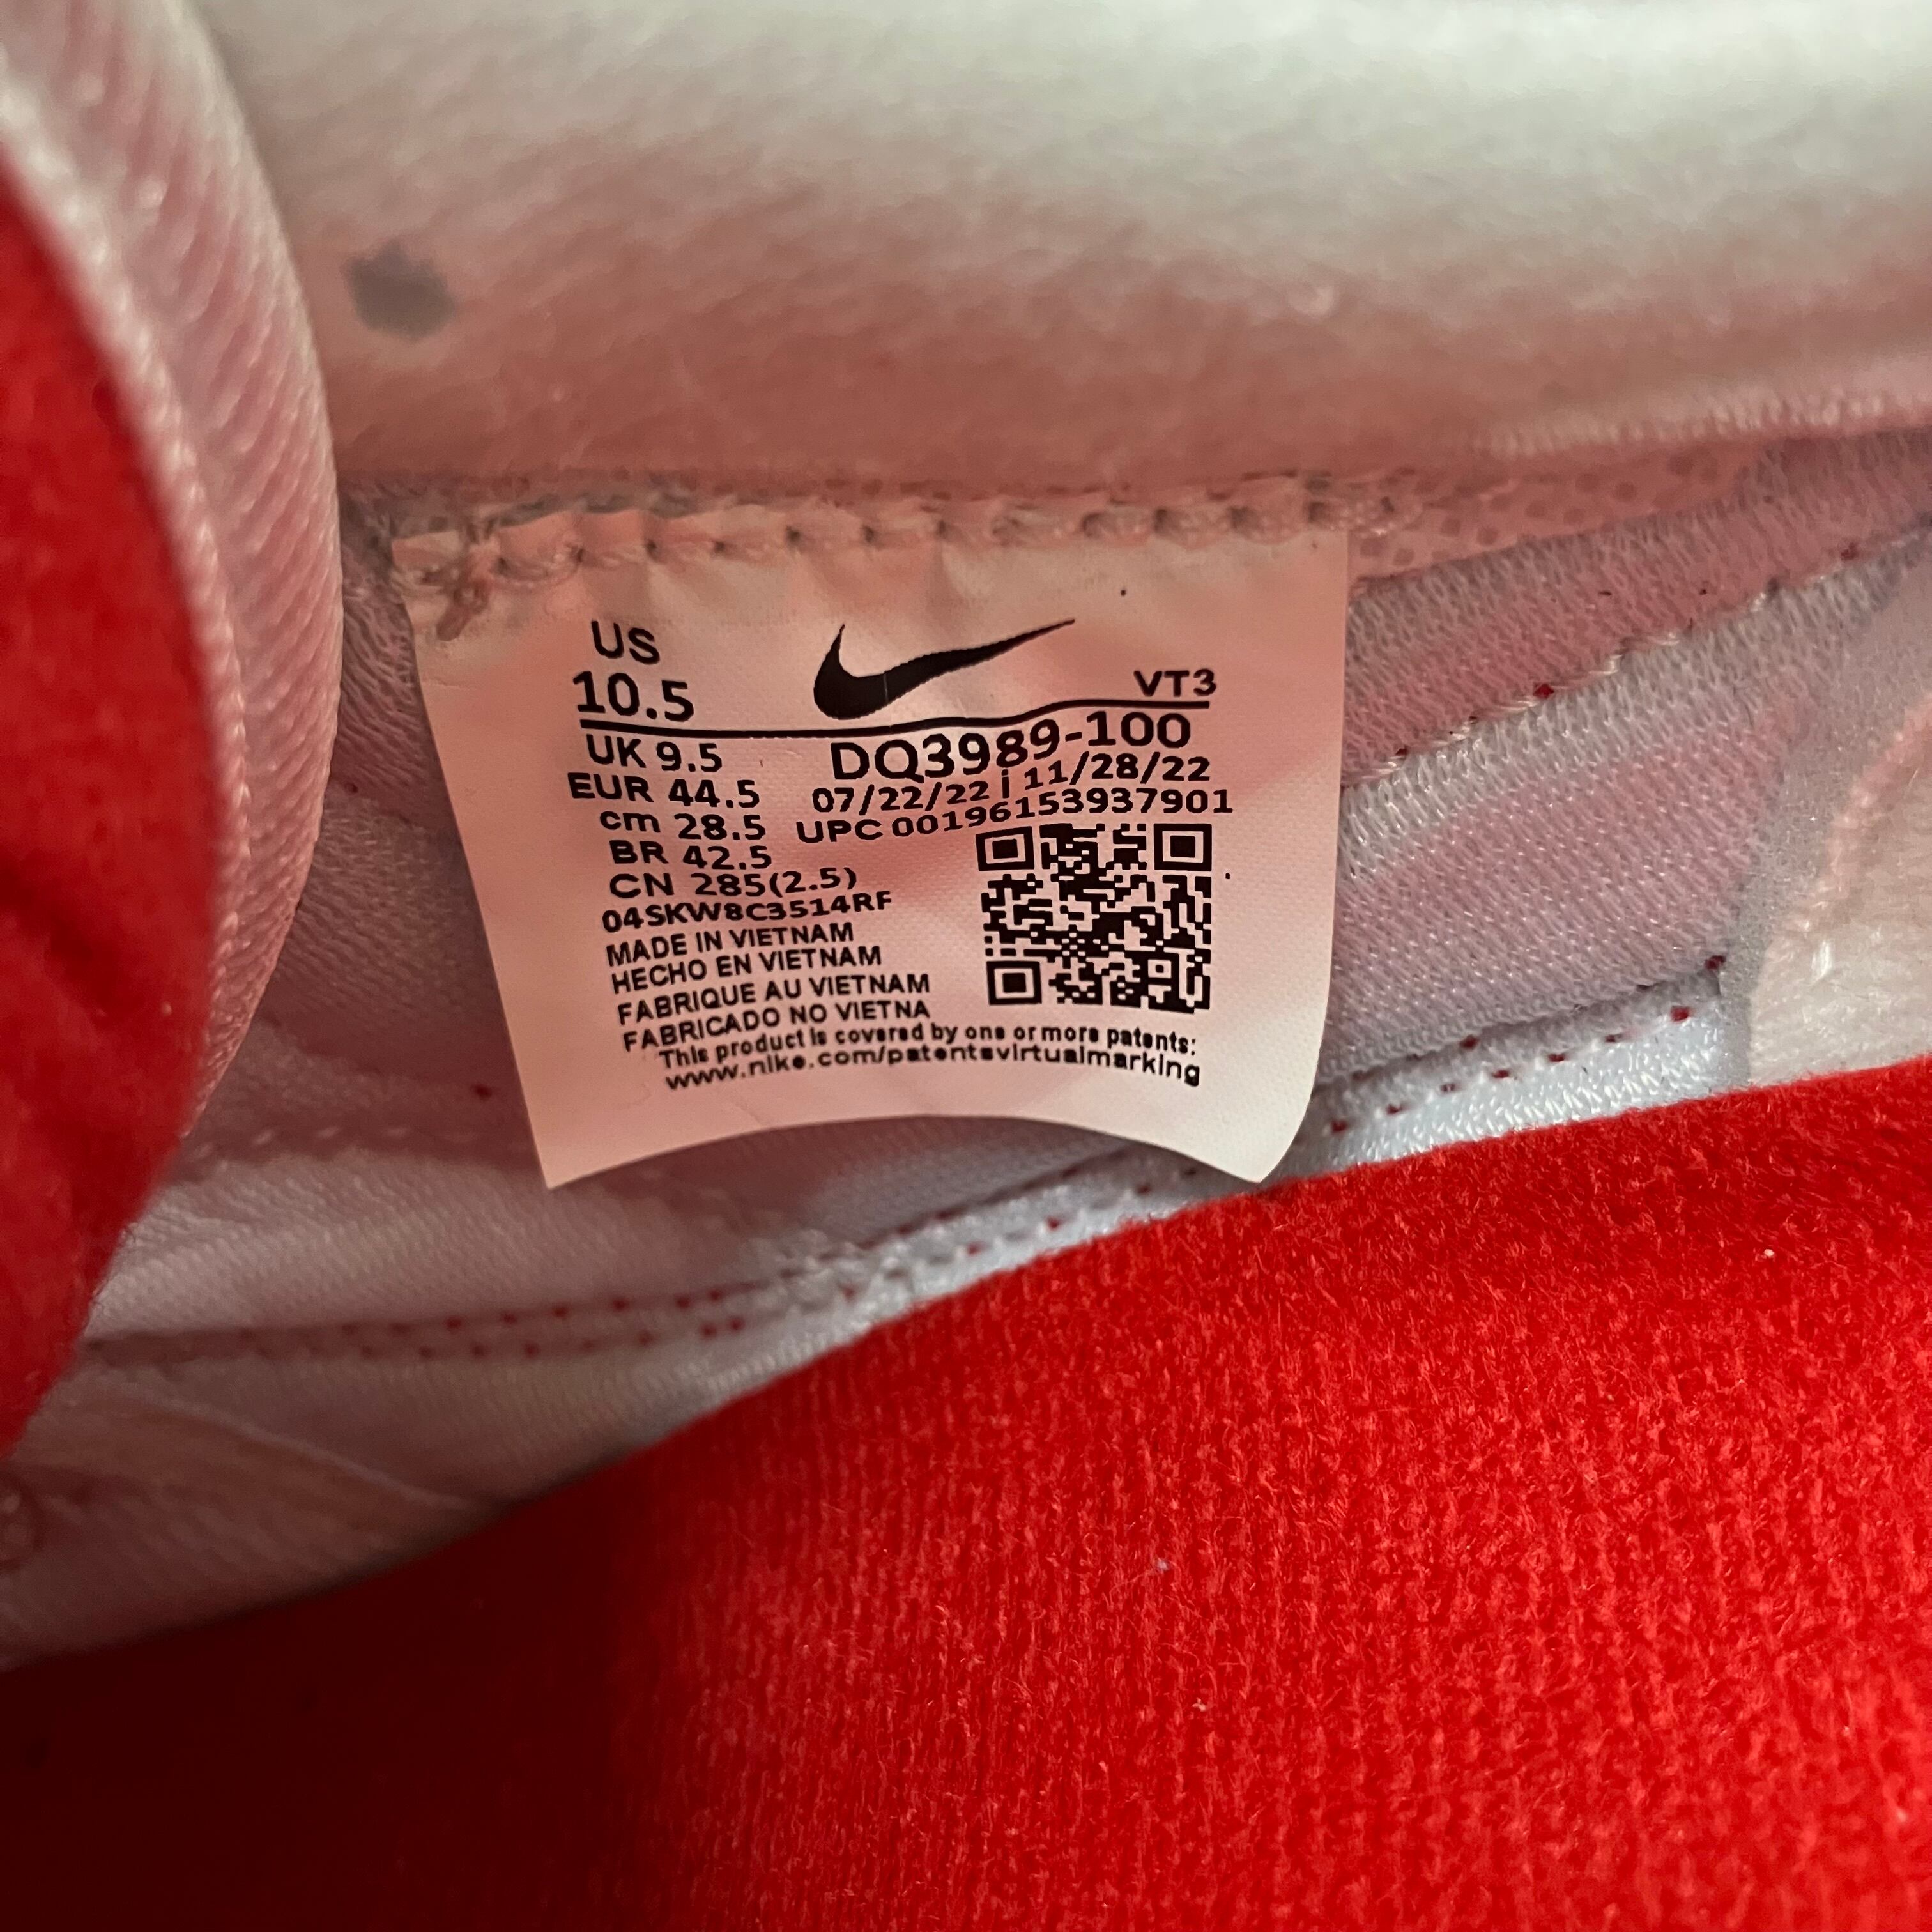 US
10.5
VT3
UK 9.5
DQ3989-100
EUR 44.5
07/22/22 | 11/28/22
cm 28.5
UPC 00196153937901
BR 42.5
CN 285(2.5)
04SKW8C3514RF
MADE IN VIETNAM
HECHO EN VIETNAM
FABRIQUE AU VIETNAM
FABRICADO NO VIETNA
This product is covered by one or more patents:
www.nike.com/patentsvirtualmarking